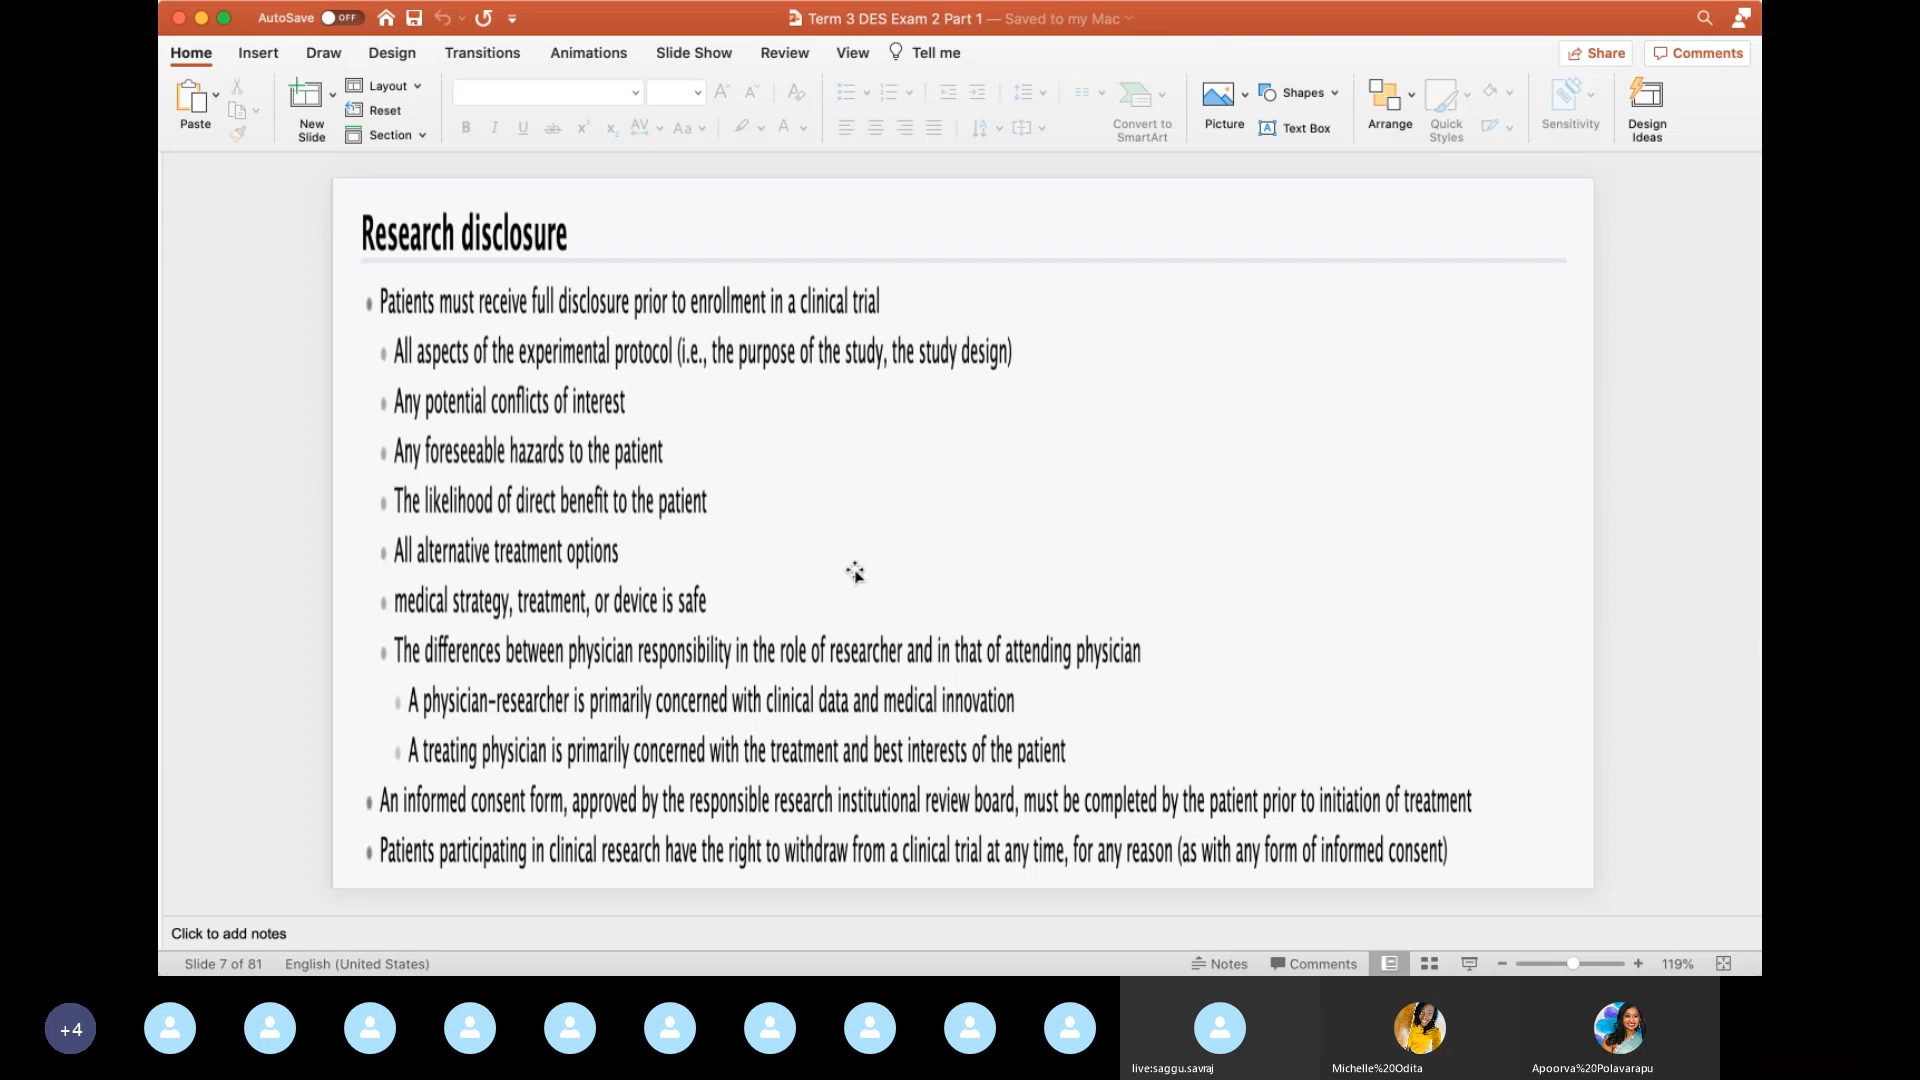 AutoSave OFF
Term 3 DES Exam 2 Part 1 — Saved to my Mac
Home Insert Draw Design Transitions Animations Slide Show Review View Tell me
Share Comments
Paste
New Slide
Layout
Reset
Section
B I U ab x² x₂ AV Aa A
Convert to SmartArt
Picture
Shapes
Text Box
Arrange
Quick Styles
Sensitivity
Design Ideas
Research disclosure
Patients must receive full disclosure prior to enrollment in a clinical trial
All aspects of the experimental protocol (i.e., the purpose of the study, the study design)
Any potential conflicts of interest
Any foreseeable hazards to the patient
The likelihood of direct benefit to the patient
All alternative treatment options
medical strategy, treatment, or device is safe
The differences between physician responsibility in the role of researcher and in that of attending physician
A physician-researcher is primarily concerned with clinical data and medical innovation
A treating physician is primarily concerned with the treatment and best interests of the patient
An informed consent form, approved by the responsible research institutional review board, must be completed by the patient prior to initiation of treatment
Patients participating in clinical research have the right to withdraw from a clinical trial at any time, for any reason (as with any form of informed consent)
Click to add notes
Slide 7 of 81 English (United States) Notes Comments 119%
+4
live:saggu.savraj Michelle%20Odita Apoorva%20Polavarapu